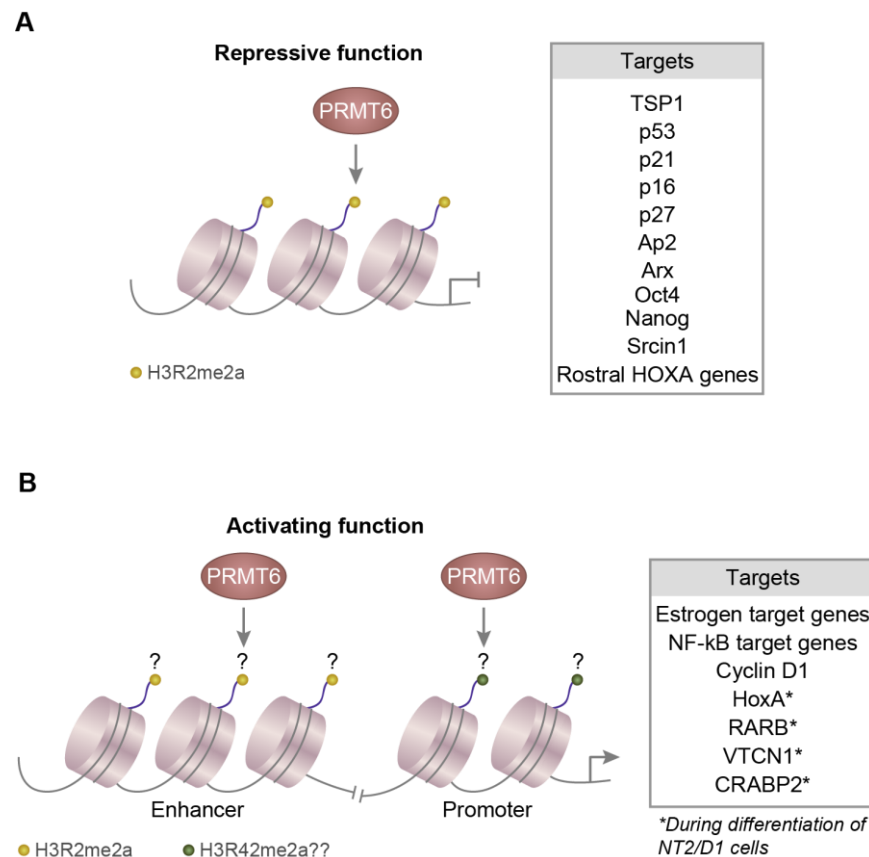 A
Repressive function
PRMT6
H3R2me2a
Targets
TSP1
p53
p21
p16
p27
Ap2
Arx
Oct4
Nanog
Srcin1
Rostral HOXA genes
B
Activating function
PRMT6
PRMT6
? ? ? ? ?
Enhancer
Promoter
H3R2me2a
H3R42me2a??
Targets
Estrogen target genes
NF-kB target genes
Cyclin D1
HoxA*
RARB*
VTCN1*
CRABP2*
*During differentiation of
NT2/D1 cells